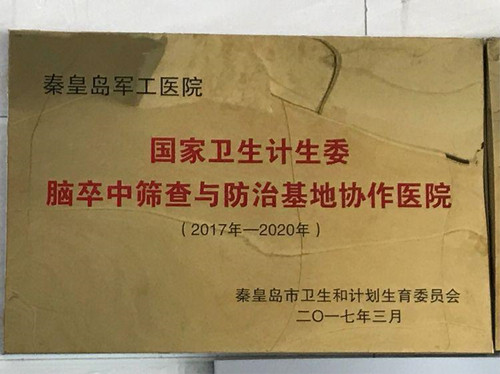 秦皇岛军工医院
国家卫生计生委
脑卒中筛查与防治基地协作医院
（2017年—2020年）
秦皇岛市卫生和计划生育委员会
二〇一七年三月